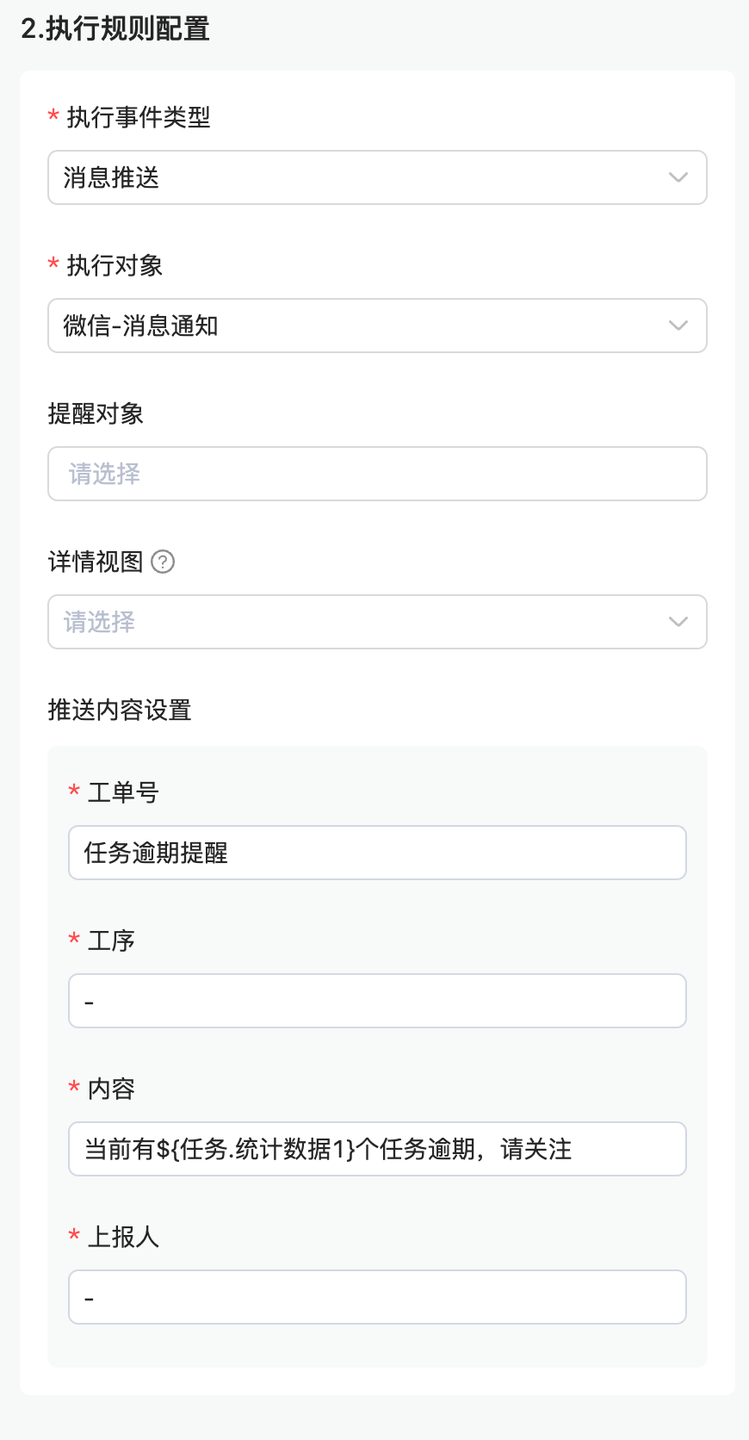 2.执行规则配置
* 执行事件类型
消息推送
* 执行对象
微信-消息通知
提醒对象
请选择
详情视图 ?
请选择
推送内容设置
* 工单号
任务逾期提醒
* 工序
-
* 内容
当前有${任务.统计数据1}个任务逾期，请关注
* 上报人
-